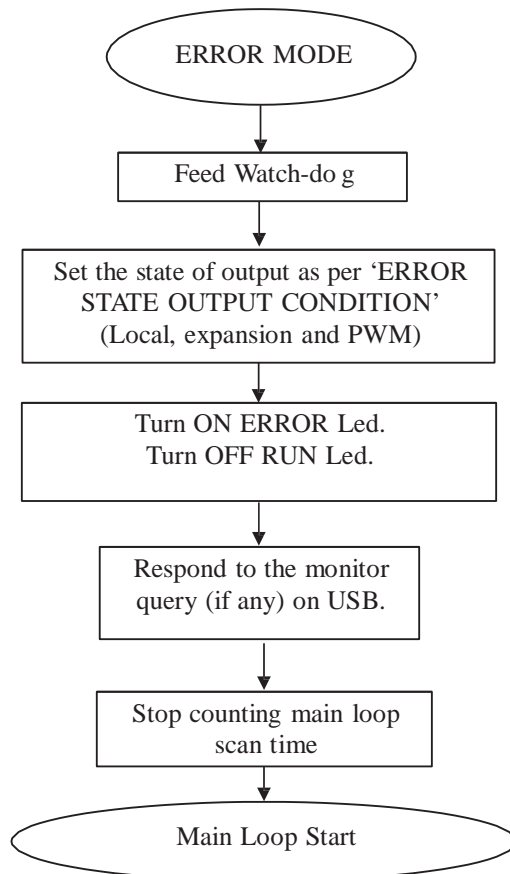 ERROR MODE
Feed Watch-do g
Set the state of output as per ‘ERROR
STATE OUTPUT CONDITION’
(Local, expansion and PWM)
Turn ON ERROR Led.
Turn OFF RUN Led.
Respond to the monitor
query (if any) on USB.
Stop counting main loop
scan time
Main Loop Start